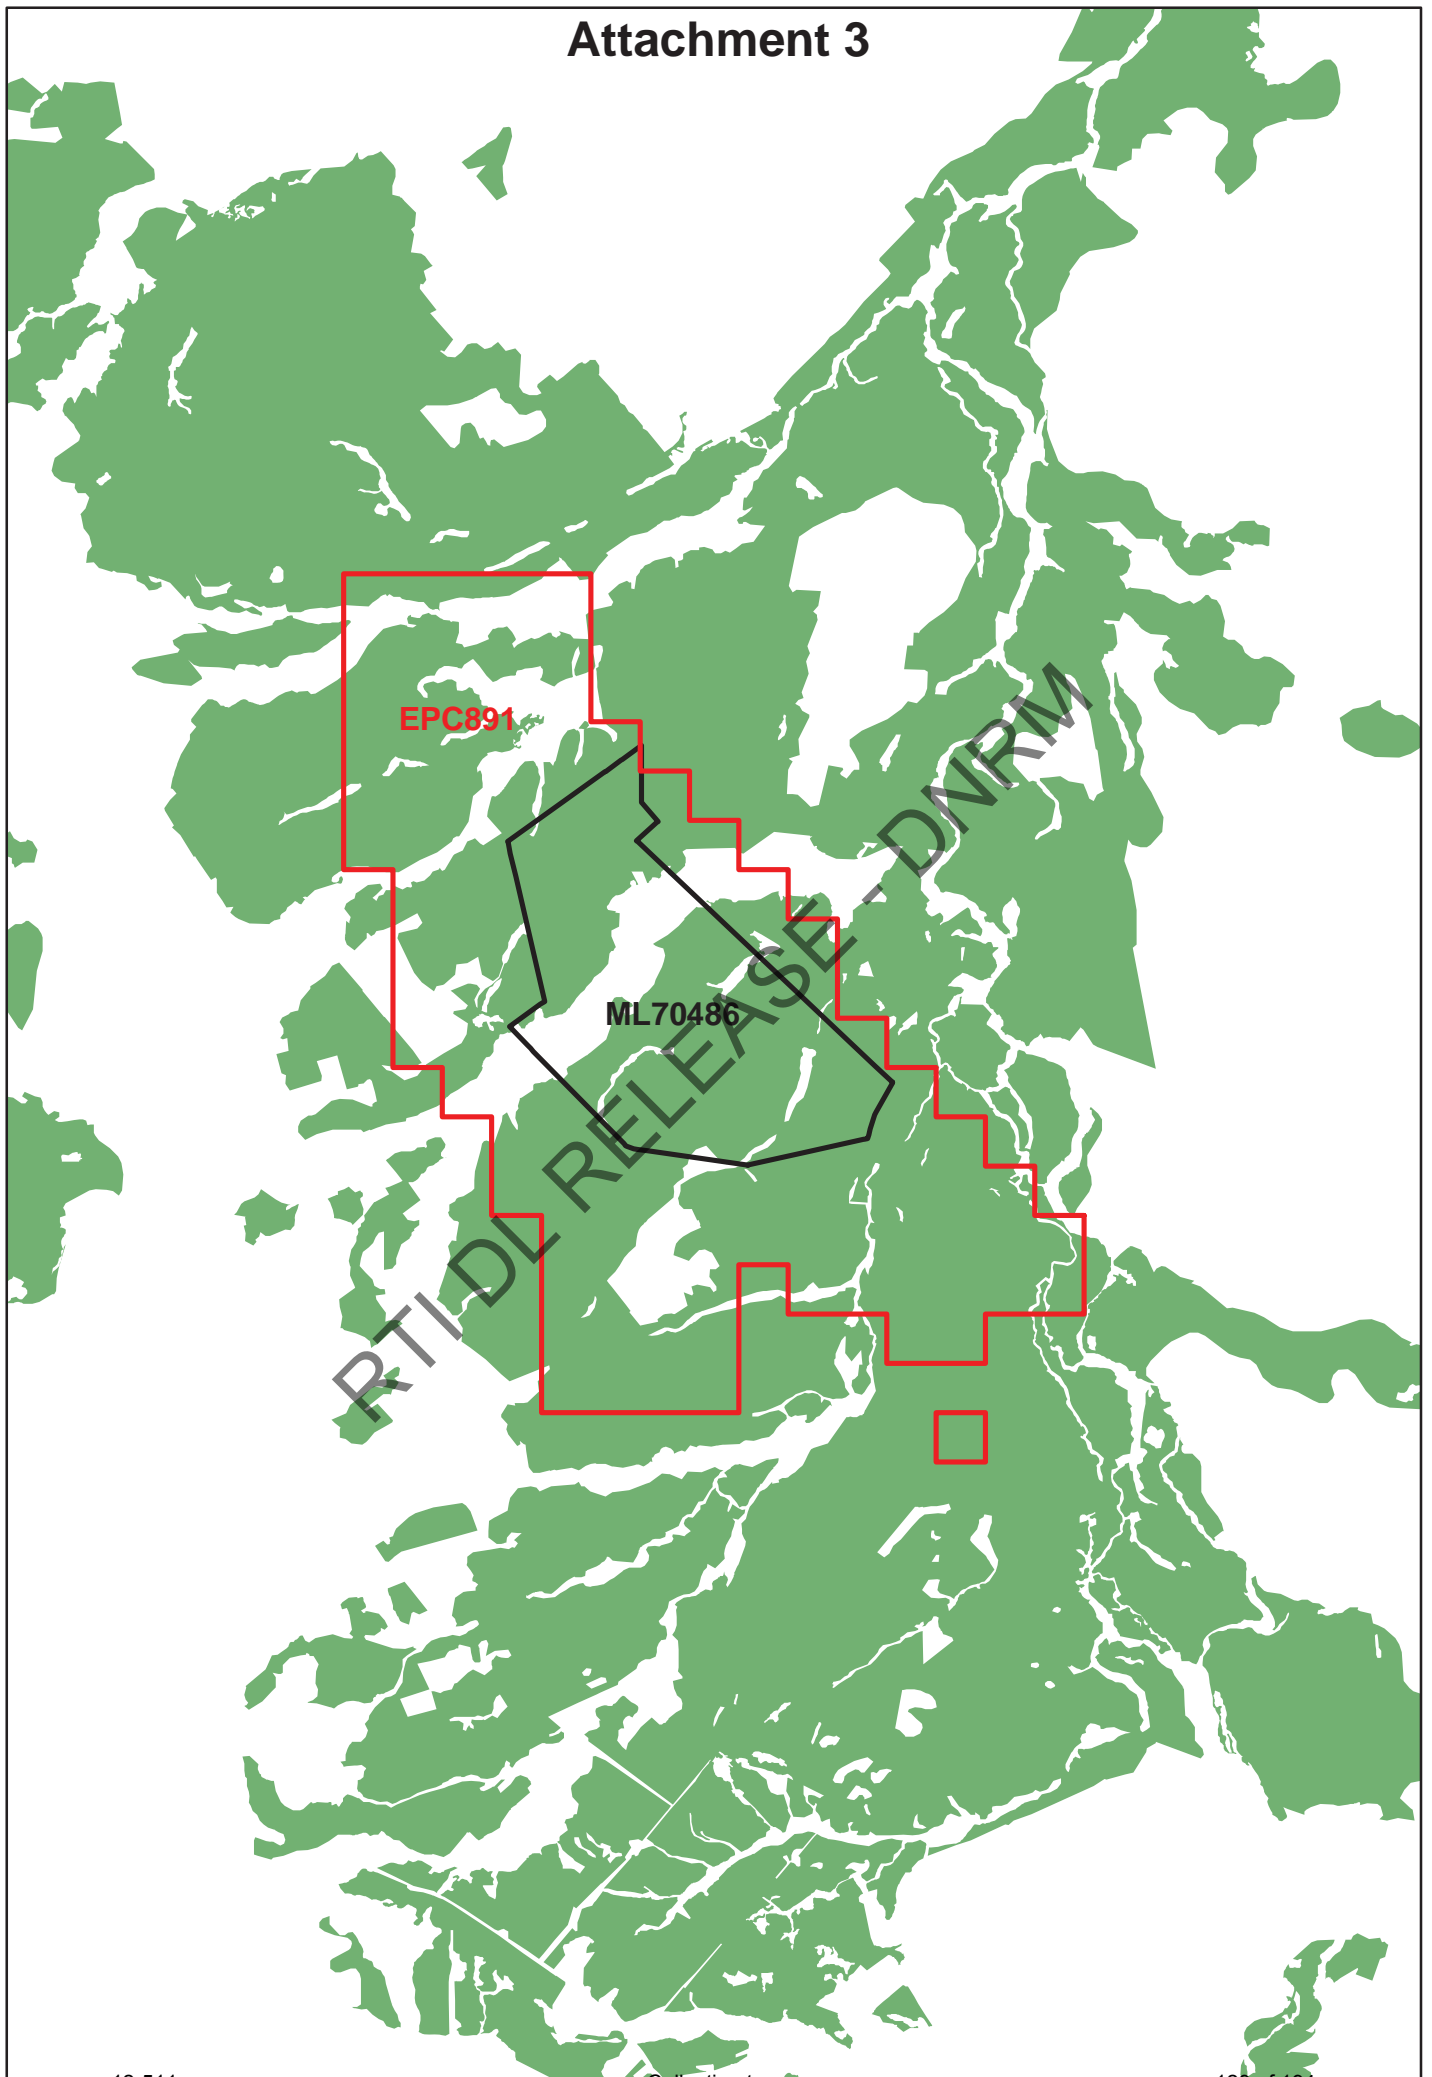 Attachment 3
EPC891
ML70486
RTI DL RELEASE - DNRM